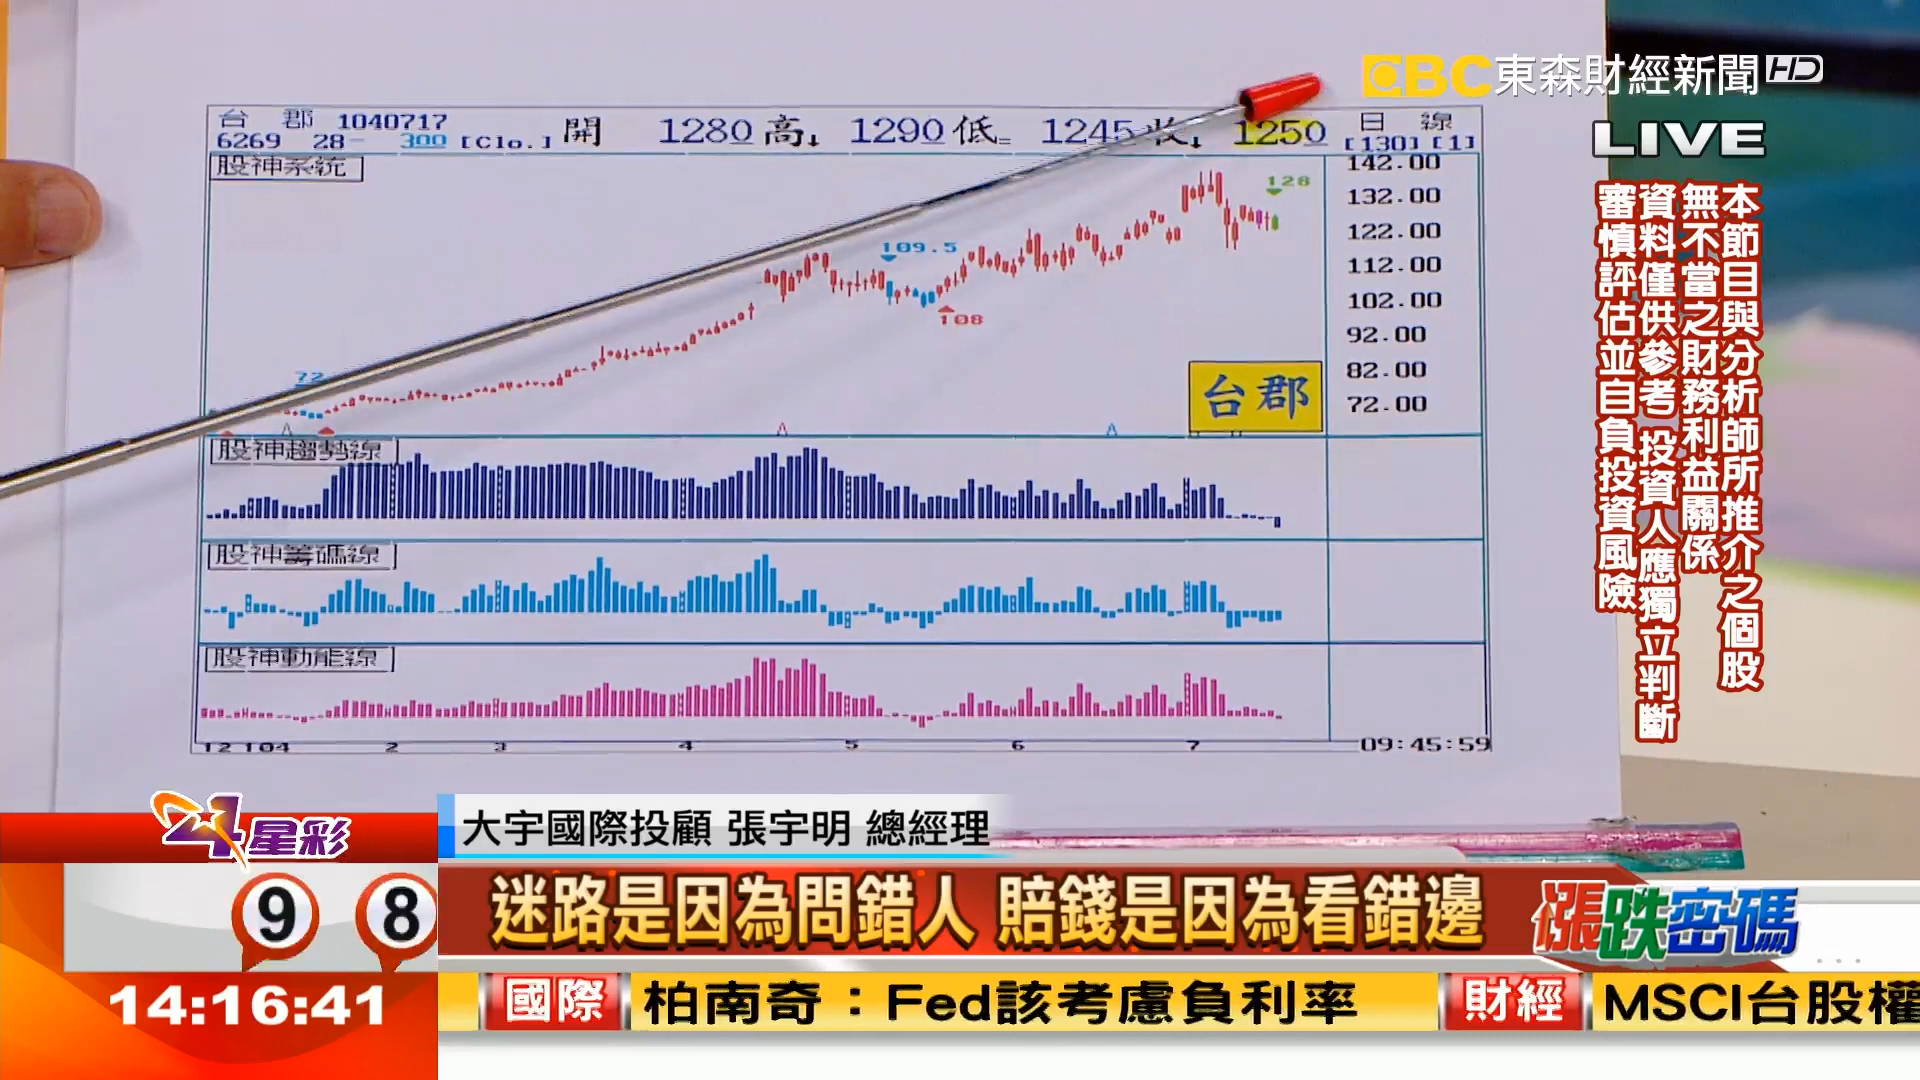 EBC東森財經新聞HD
LIVE
本節目與分析師所推介之個股
無不當之財務利益關係
資料僅供參考 投資人應獨立判斷
審慎評估並自負投資風險
台 郡 1040717
6269 28 300 [Clo.] 開 1280 高↓ 1290 低= 1245 收↓ 1250 日 線 [130][1]
股神系統
142.00
132.00
122.00
112.00
102.00
92.00
82.00
72.00
128
109.5
108
72
台郡
股神趨勢線
股神籌碼線
股神動能線
12 104 2 3 4 5 6 7 09:45:59
4星彩
9 8
14:16:41
大宇國際投顧 張宇明 總經理
迷路是因為問錯人 賠錢是因為看錯邊
漲跌密碼
國際 柏南奇：Fed該考慮負利率 財經 MSCI台股權